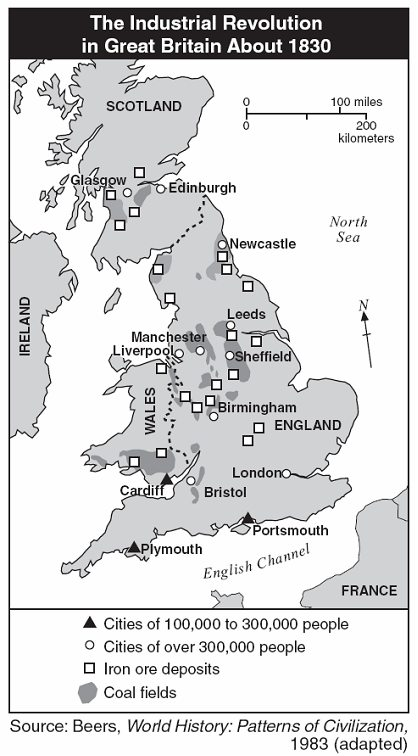 The Industrial Revolution
in Great Britain About 1830
SCOTLAND
0 100 miles
0 200
kilometers
Glasgow
Edinburgh
North
Sea
Newcastle
N
IRELAND
Leeds
Manchester
Liverpool
Sheffield
WALES
Birmingham
ENGLAND
London
Cardiff
Bristol
Portsmouth
Plymouth
English Channel
FRANCE
Cities of 100,000 to 300,000 people
Cities of over 300,000 people
Iron ore deposits
Coal fields
Source: Beers, World History: Patterns of Civilization,
1983 (adapted)